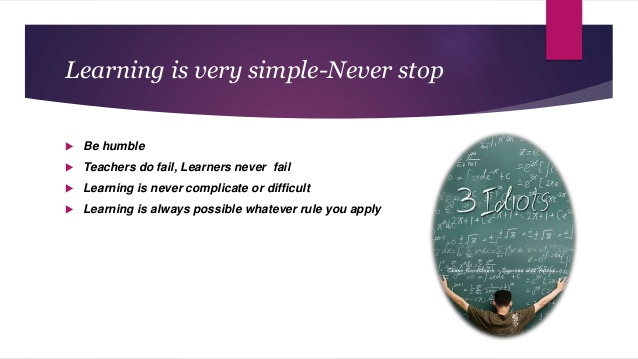 Learning is very simple-Never stop
Be humble
Teachers do fail, Learners never fail
Learning is never complicate or difficult
Learning is always possible whatever rule you apply
3 Idiots